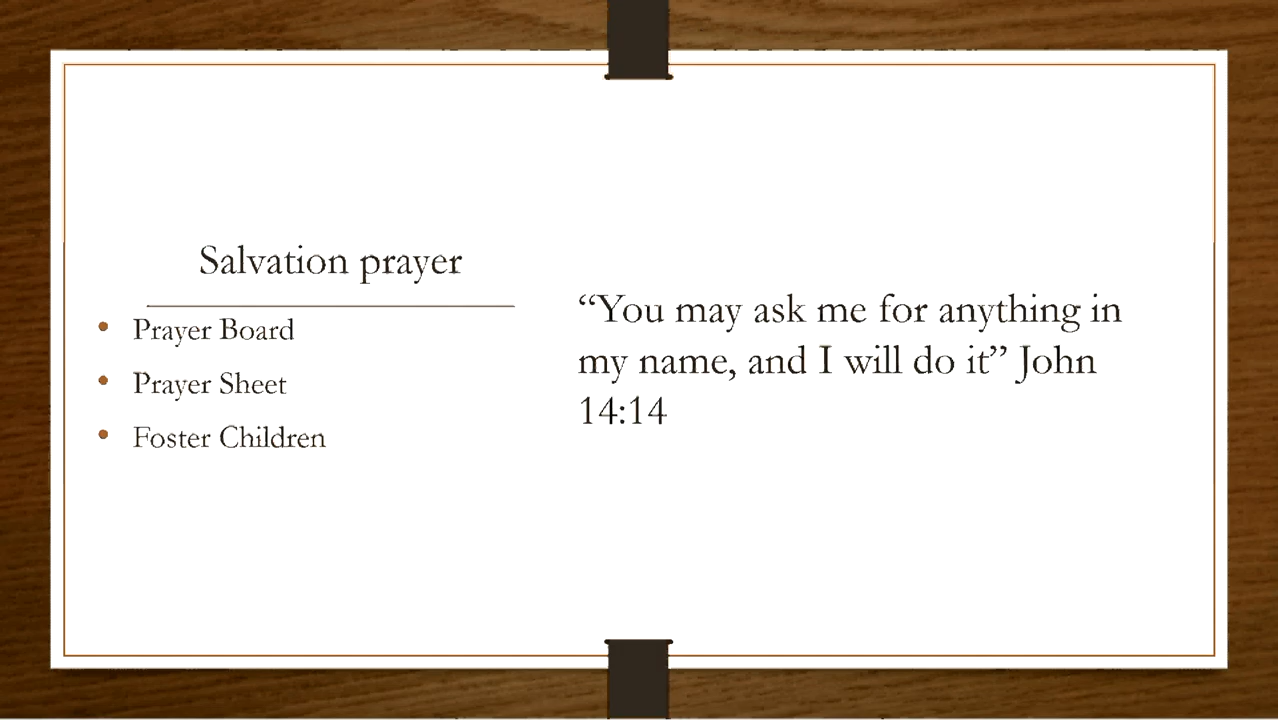 Salvation prayer
• Prayer Board
• Prayer Sheet
• Foster Children
“You may ask me for anything in
my name, and I will do it” John
14:14